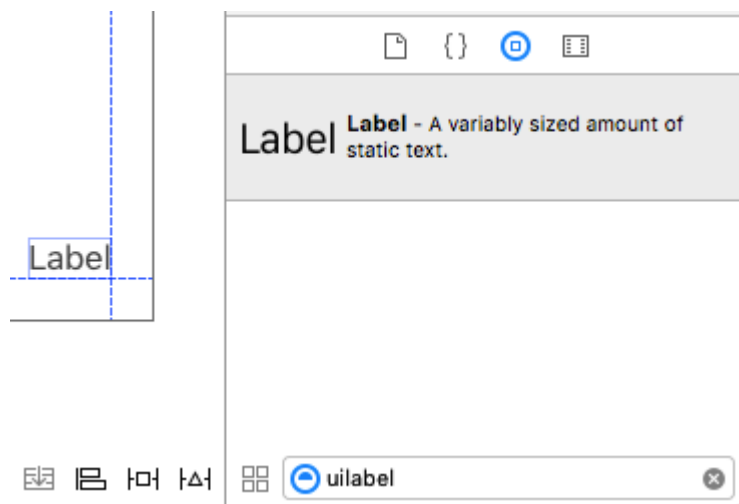 {}
Label
Label - A variably sized amount of
static text.
Label
uilabel